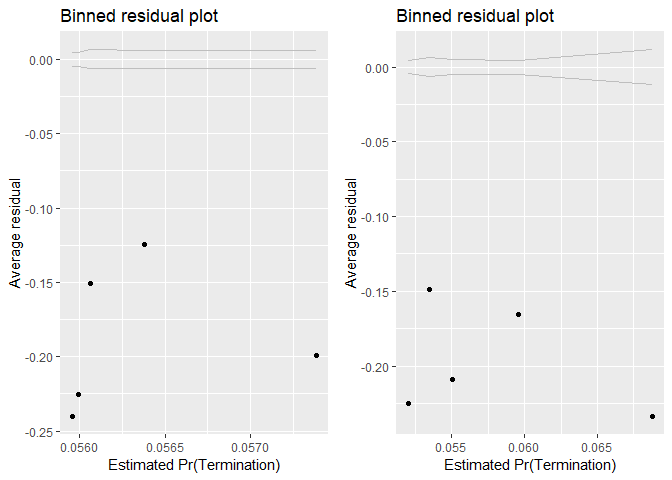 Binned residual plot
Average residual
0.00
-0.05
-0.10
-0.15
-0.20
-0.25
0.0560 0.0565 0.0570
Estimated Pr(Termination)
Binned residual plot
Average residual
0.00
-0.05
-0.10
-0.15
-0.20
0.055 0.060 0.065
Estimated Pr(Termination)